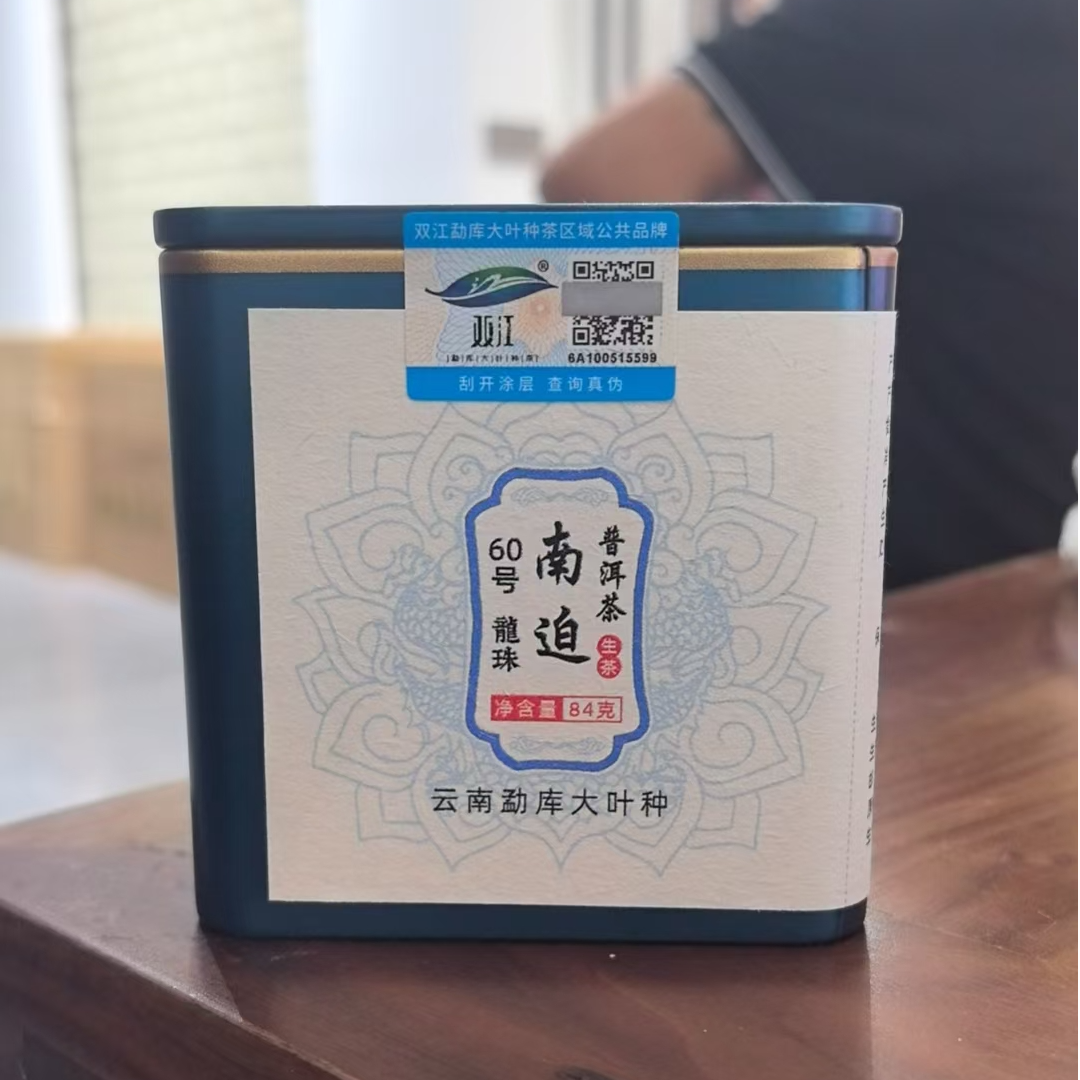 双江勐库大叶种茶区域公共品牌
双江
勐库大叶种茶
6A100515599
刮开涂层 查询真伪
普洱茶
生茶
南迫
60号 龍珠
净含量 84克
云南勐库大叶种